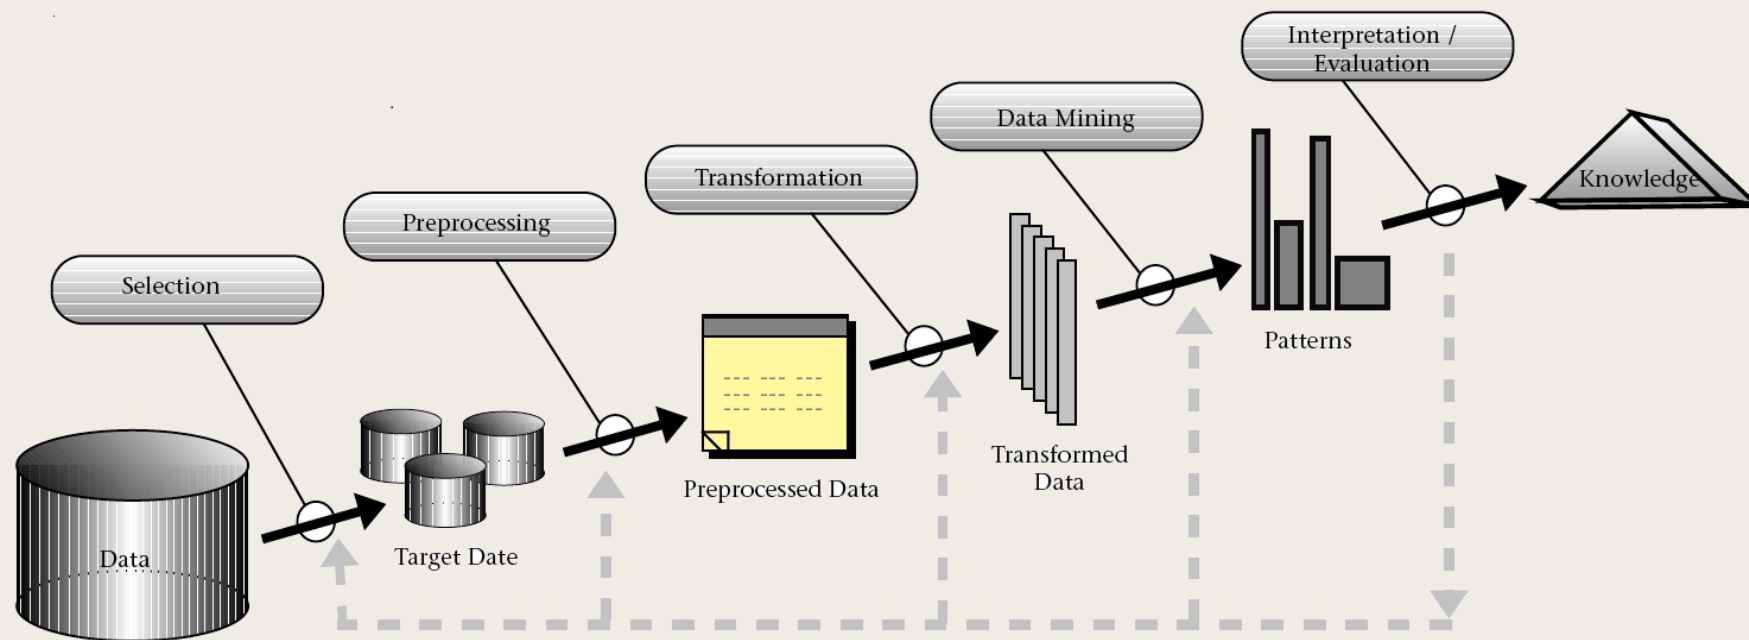 Interpretation /
Evaluation
Data Mining
Transformation
Preprocessing
Selection
Knowledge
Patterns
Transformed
Data
Preprocessed Data
Target Date
Data